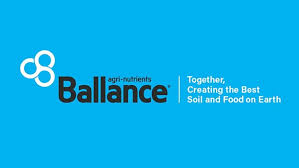 agri-nutrients
Ballance®
Together,
Creating the Best
Soil and Food on Earth